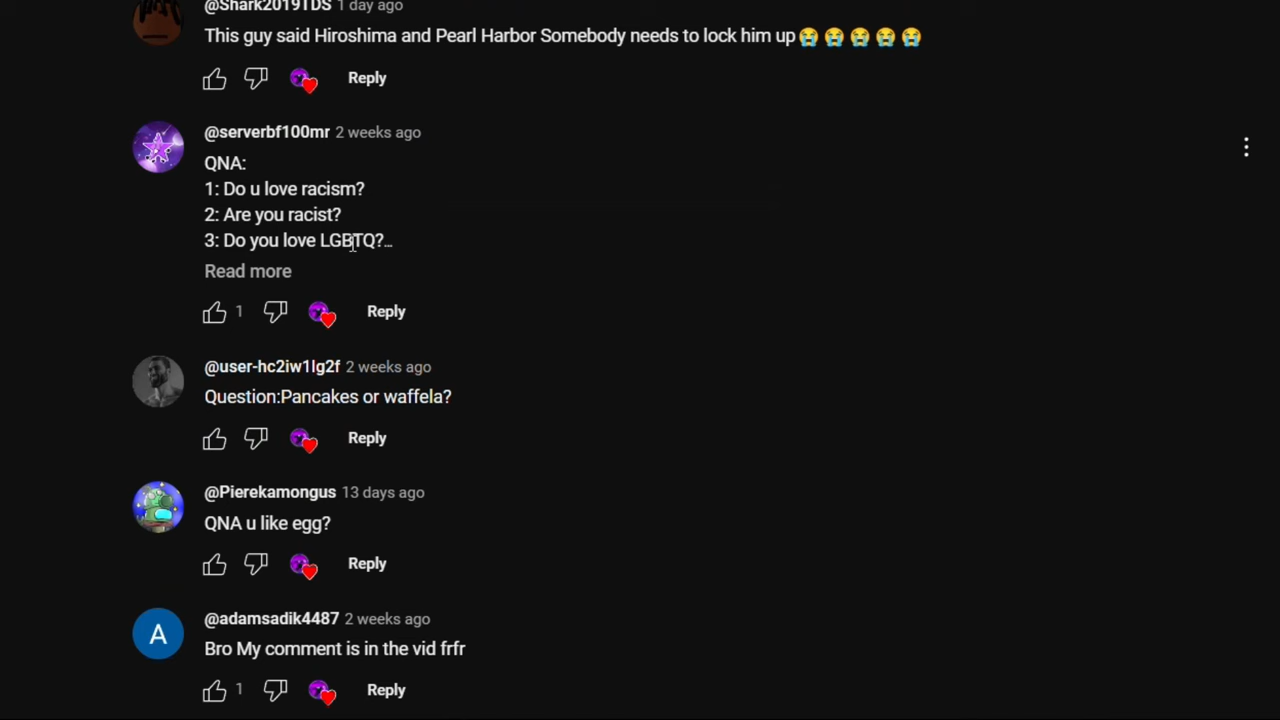 @Shark2019TDS 1 day ago
This guy said Hiroshima and Pearl Harbor Somebody needs to lock him up😭😭😭😭😭
Reply
@serverbf100mr 2 weeks ago
QNA:
1: Do u love racism?
2: Are you racist?
3: Do you love LGBTQ?...
Read more
1 Reply
@user-hc2iw1lg2f 2 weeks ago
Question:Pancakes or waffela?
Reply
@Pierekamongus 13 days ago
QNA u like egg?
Reply
A
@adamsadik4487 2 weeks ago
Bro My comment is in the vid frfr
1 Reply